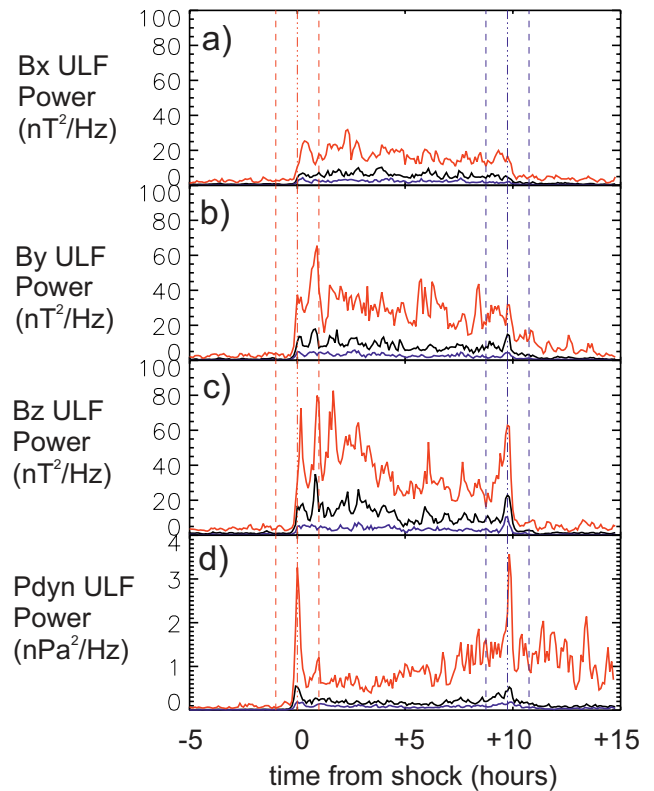 a)
Bx ULF
Power
(nT²/Hz)
100
80
60
40
20
0
b)
By ULF
Power
(nT²/Hz)
100
80
60
40
20
0
c)
Bz ULF
Power
(nT²/Hz)
100
80
60
40
20
0
d)
Pdyn ULF
Power
(nPa²/Hz)
4
3
2
1
0
-5 0 +5 +10 +15
time from shock (hours)